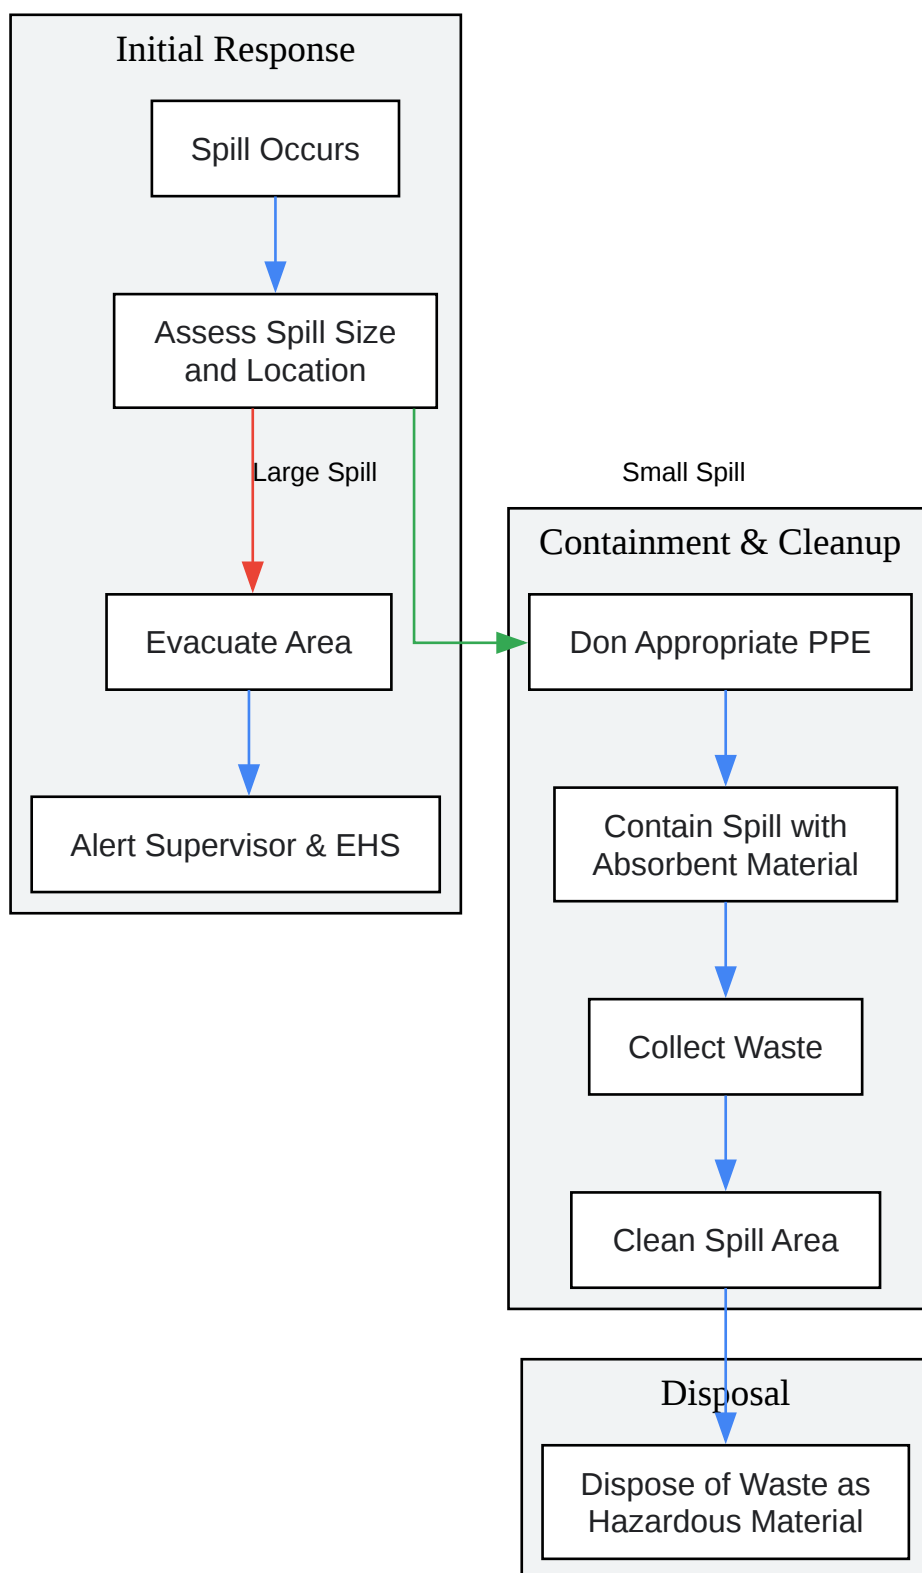 Initial Response
Spill Occurs
Assess Spill Size
and Location
Large Spill
Small Spill
Evacuate Area
Alert Supervisor & EHS
Containment & Cleanup
Don Appropriate PPE
Contain Spill with
Absorbent Material
Collect Waste
Clean Spill Area
Disposal
Dispose of Waste as
Hazardous Material